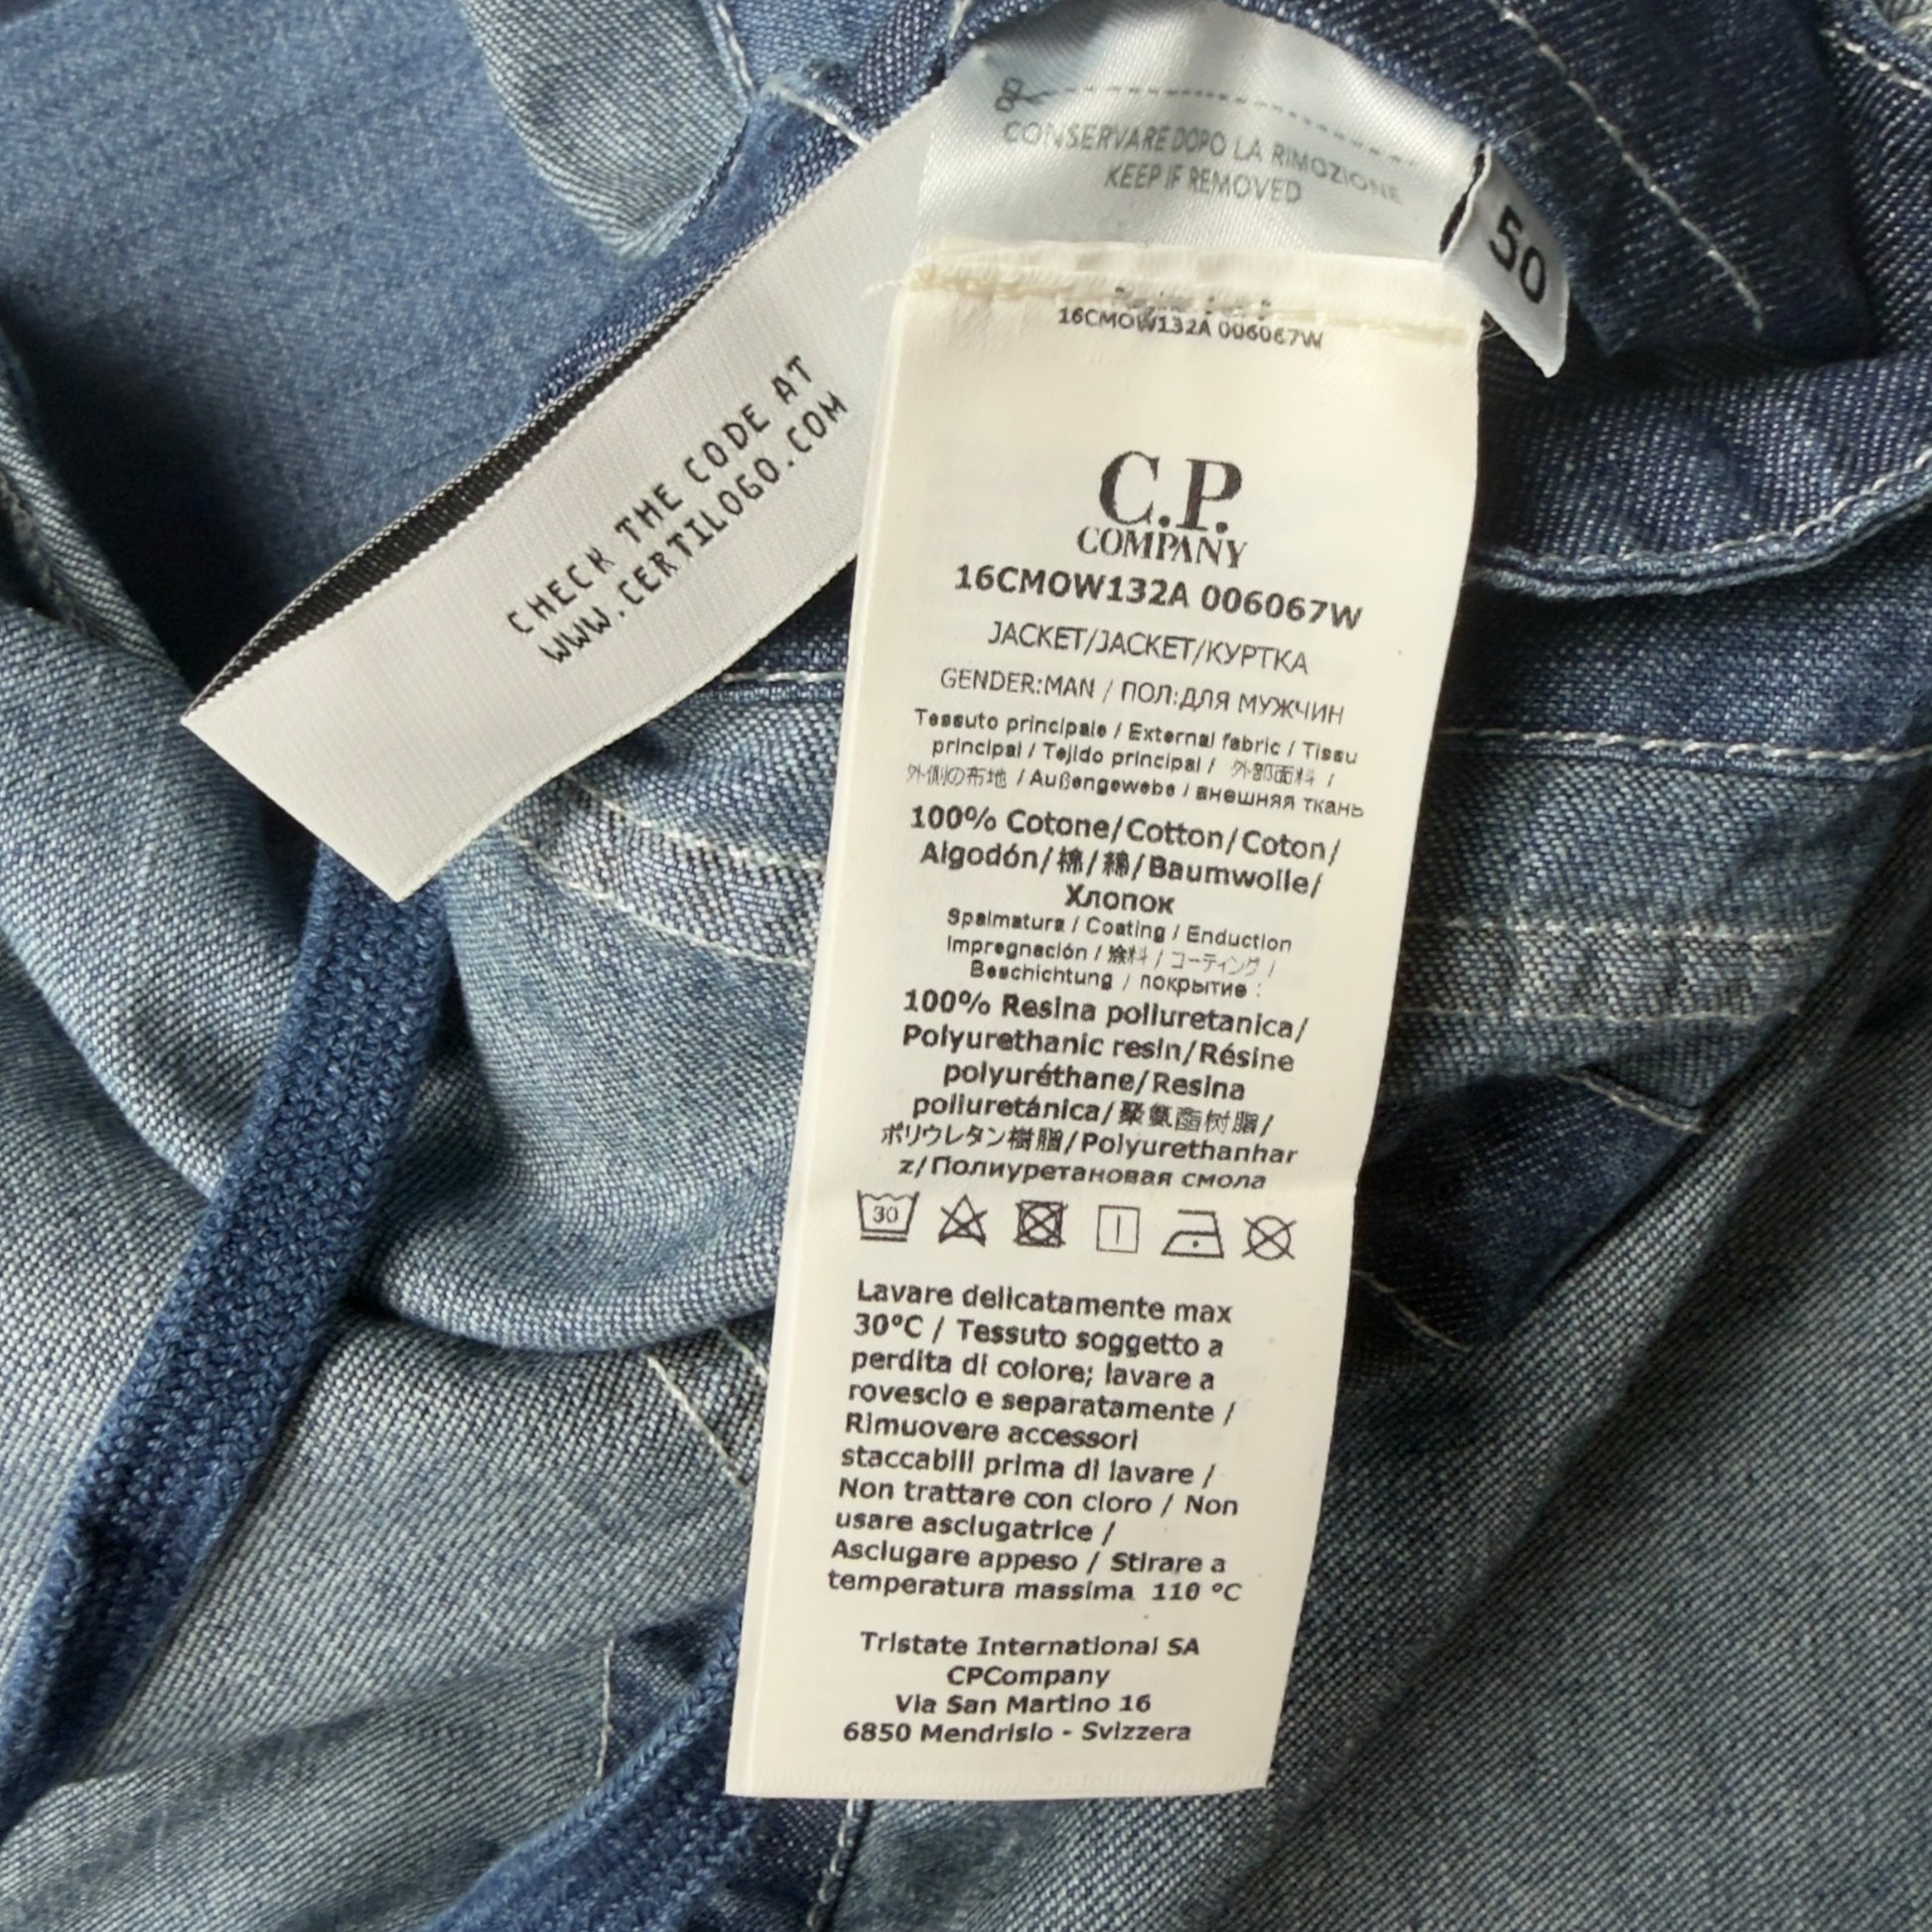 CONSERVARE DOPO LA RIMOZIONE
KEEP IF REMOVED
50
16CMOW132A 006067W
CHECK THE CODE AT
WWW.CERTILOGO.COM
C.P.
COMPANY
16CMOW132A 006067W
JACKET/JACKET/КУРТКА
GENDER:MAN / ПОЛ:ДЛЯ МУЖЧИН
Tessuto principale / External fabric / Tissu
principal / Tejido principal / 外部面料 /
外側の布地 / Außengewebe / внешняя ткань
100% Cotone/Cotton/Coton/
Algodón/棉/綿/Baumwolle/
Хлопок
Spalmatura / Coating / Enduction
Impregnación / 涂料 / コーティング /
Beschichtung / покрытие :
100% Resina poliuretanica/
Polyurethanic resin/Résine
polyuréthane/Resina
poliuretánica/聚氨酯树脂/
ポリウレタン樹脂/Polyurethanhar
z/Полиуретановая смола
30
Lavare delicatamente max
30°C / Tessuto soggetto a
perdita di colore; lavare a
rovescio e separatamente /
Rimuovere accessori
staccabili prima di lavare /
Non trattare con cloro / Non
usare asciugatrice /
Asciugare appeso / Stirare a
temperatura massima 110 °C
Tristate International SA
CPCompany
Via San Martino 16
6850 Mendrisio - Svizzera